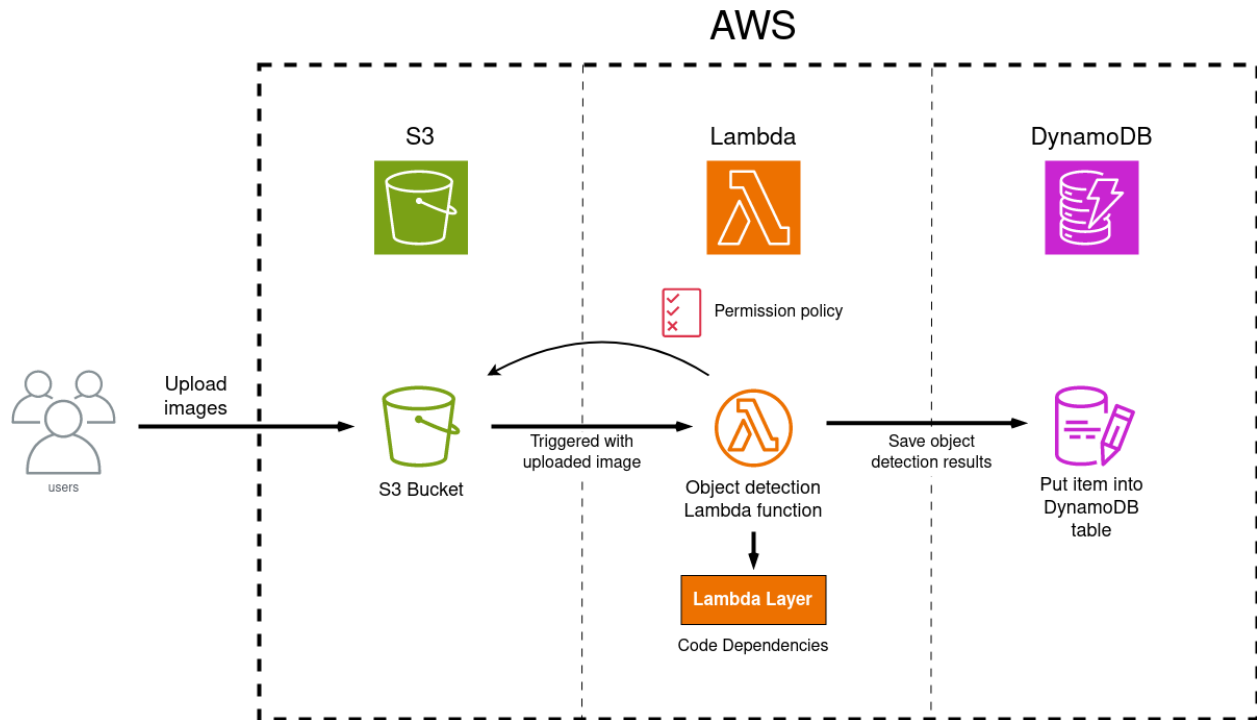 AWS
S3
Lambda
DynamoDB
Permission policy
Upload
images
users
S3 Bucket
Triggered with
uploaded image
Object detection
Lambda function
Save object
detection results
Put item into
DynamoDB
table
Lambda Layer
Code Dependencies